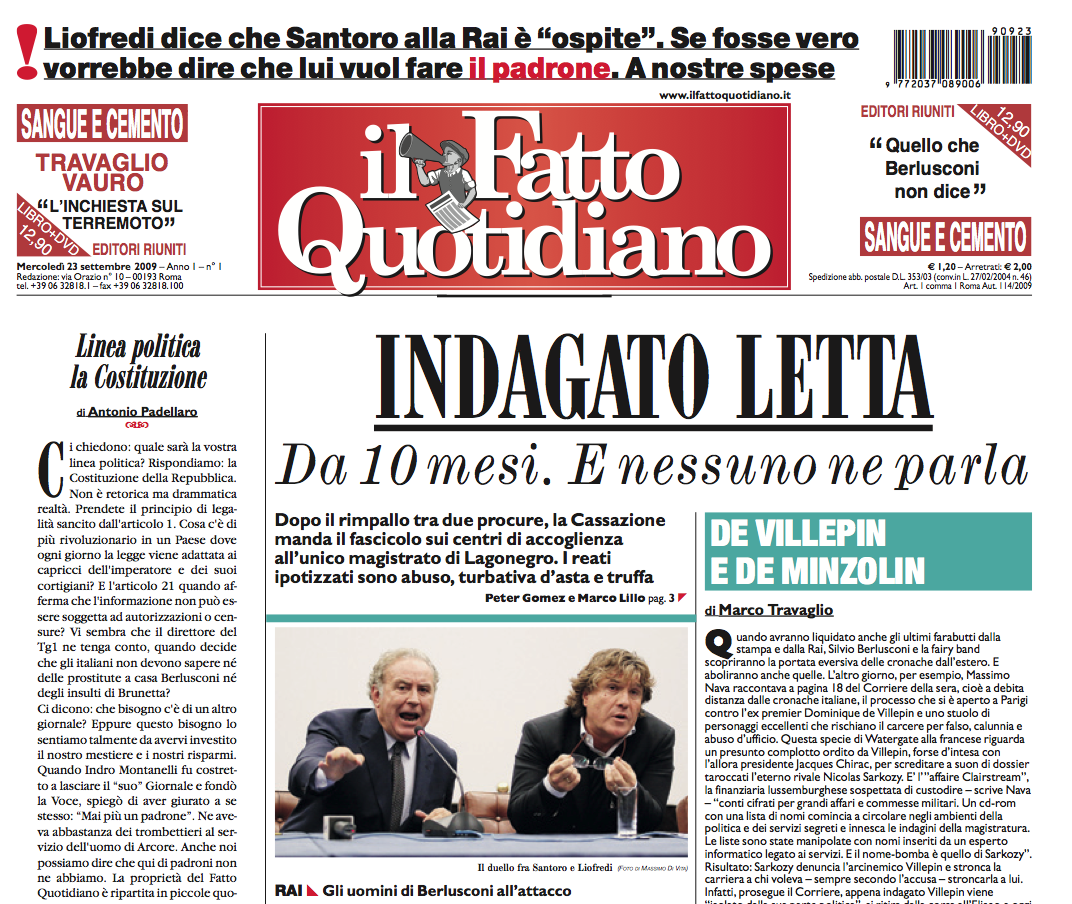 ! Liofredi dice che Santoro alla Rai è “ospite”. Se fosse vero
vorrebbe dire che lui vuol fare il padrone. A nostre spese
90923
9 772037 089006
www.ilfattoquotidiano.it
SANGUE E CEMENTO
TRAVAGLIO
VAURO
“L’INCHIESTA SUL
TERREMOTO”
LIBRO+DVD
12,90
EDITORI RIUNITI
Mercoledì 23 settembre 2009 – Anno 1 – n° 1
Redazione: via Orazio n° 10 – 00193 Roma
tel. +39 06 32818.1 – fax +39 06 32818.100
il Fatto
Quotidiano
EDITORI RIUNITI
12,90
LIBRO+DVD
“Quello che
Berlusconi
non dice”
SANGUE E CEMENTO
€ 1,20 – Arretrati: € 2,00
Spedizione abb. postale D.L. 353/03 (conv.in L. 27/02/2004 n. 46)
Art. 1 comma 1 Roma Aut. 114/2009
Linea politica
la Costituzione
di Antonio Padellaro
Ci chiedono: quale sarà la vostra
linea politica? Rispondiamo: la
Costituzione della Repubblica.
Non è retorica ma drammatica
realtà. Prendete il principio di lega-
lità sancito dall'articolo 1. Cosa c'è di
più rivoluzionario in un Paese dove
ogni giorno la legge viene adattata ai
capricci dell'imperatore e dei suoi
cortigiani? E l'articolo 21 quando af-
ferma che l'informazione non può es-
sere soggetta ad autorizzazioni o cen-
sure? Vi sembra che il direttore del
Tg1 ne tenga conto, quando decide
che gli italiani non devono sapere né
delle prostitute a casa Berlusconi né
degli insulti di Brunetta?
Ci dicono: che bisogno c'è di un altro
giornale? Eppure questo bisogno lo
sentiamo talmente da avervi investito
il nostro mestiere e i nostri risparmi.
Quando Indro Montanelli fu costret-
to a lasciare il “suo” Giornale e fondò
la Voce, spiegò di aver giurato a se
stesso: “Mai più un padrone”. Ne ave-
va abbastanza dei trombettieri al ser-
vizio dell'uomo di Arcore. Anche noi
possiamo dire che qui di padroni non
ne abbiamo. La proprietà del Fatto
Quotidiano è ripartita in piccole quo-
INDAGATO LETTA
Da 10 mesi. E nessuno ne parla
Dopo il rimpallo tra due procure, la Cassazione
manda il fascicolo sui centri di accoglienza
all’unico magistrato di Lagonegro. I reati
ipotizzati sono abuso, turbativa d’asta e truffa
Peter Gomez e Marco Lillo pag. 3
Il duello fra Santoro e Liofredi (FOTO DI MASSIMO DI VITA)
RAI Gli uomini di Berlusconi all’attacco
DE VILLEPIN
E DE MINZOLIN
di Marco Travaglio
Quando avranno liquidato anche gli ultimi farabutti dalla
stampa e dalla Rai, Silvio Berlusconi e la fairy band
scopriranno la portata eversiva delle cronache dall’estero. E
aboliranno anche quelle. L’altro giorno, per esempio, Massimo
Nava raccontava a pagina 18 del Corriere della sera, cioè a debita
distanza dalle cronache italiane, il processo che si è aperto a Parigi
contro l’ex premier Dominique de Villepin e uno stuolo di
personaggi eccellenti che rischiano il carcere per falso, calunnia e
abuso d’ufficio. Questa specie di Watergate alla francese riguarda
un presunto complotto ordito da Villepin, forse d’intesa con
l’allora presidente Jacques Chirac, per screditare a suon di dossier
taroccati l’eterno rivale Nicolas Sarkozy. E’ l’”affaire Clairstream”,
la finanziaria lussemburghese sospettata di custodire – scrive Nava
– “conti cifrati per grandi affari e commesse militari. Un cd-rom
con una lista di nomi comincia a circolare negli ambienti della
politica e dei servizi segreti e innesca le indagini della magistratura.
Le liste sono state manipolate con nomi inseriti da un esperto
informatico legato ai servizi. E il nome-bomba è quello di Sarkozy”.
Risultato: Sarkozy denuncia l’arcinemico Villepin e stronca la
carriera a chi voleva – sempre secondo l’accusa – stroncarla a lui.
Infatti, prosegue il Corriere, appena indagato Villepin viene